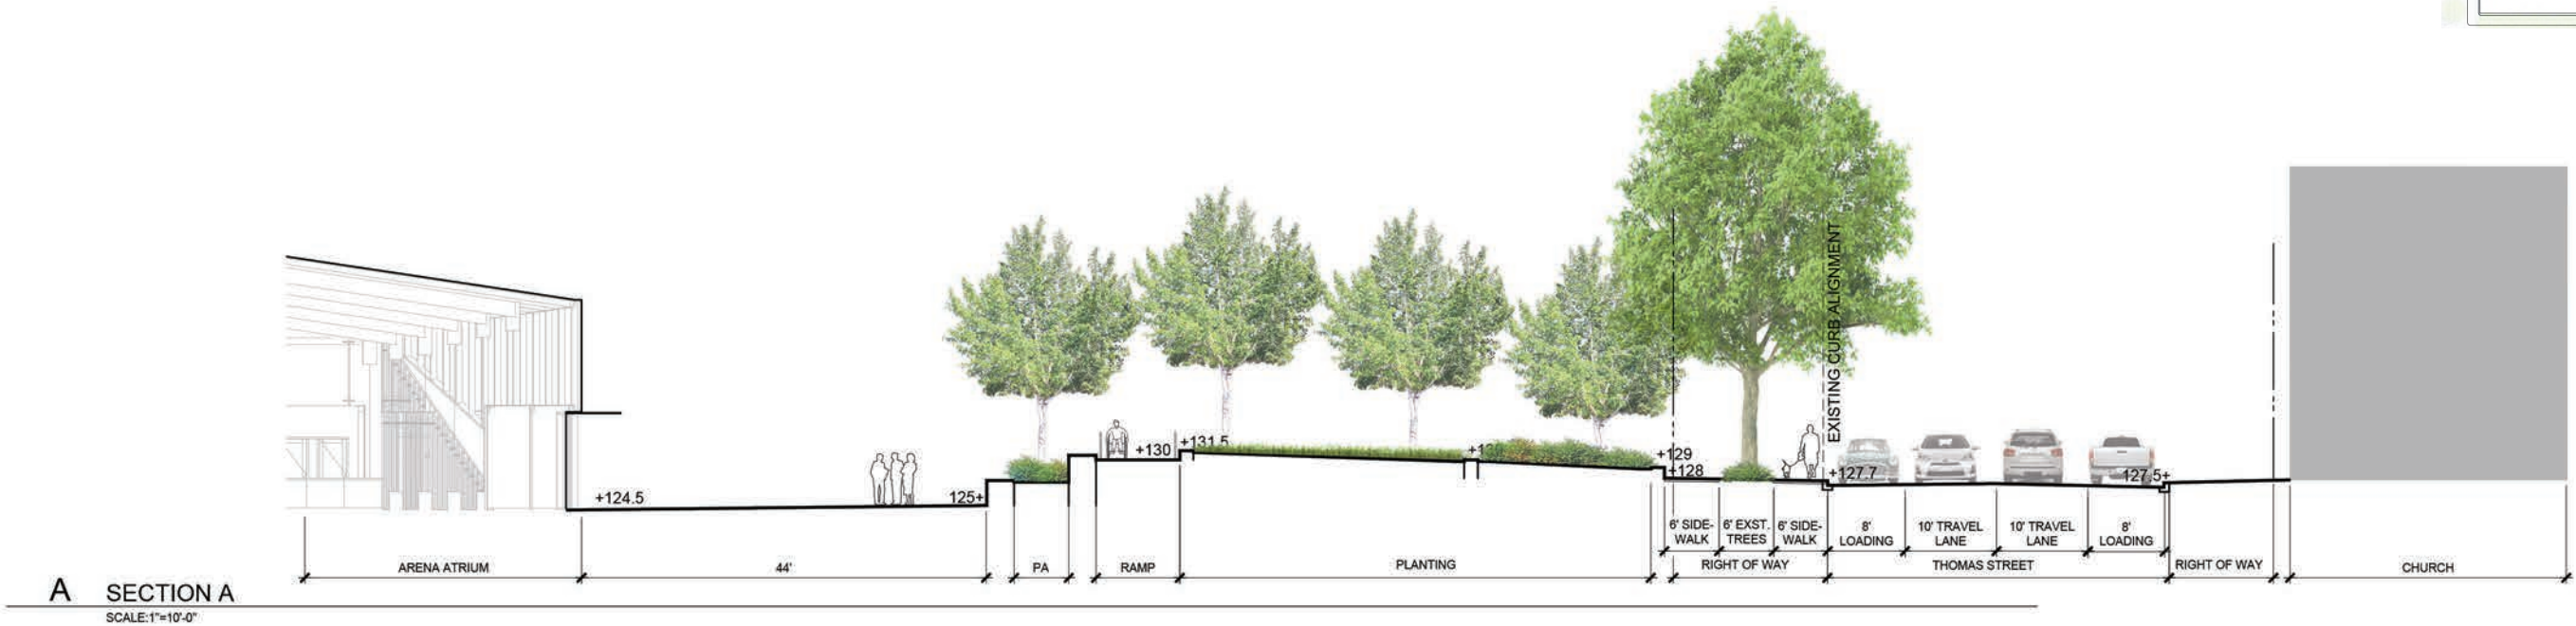 EXISTING CURB ALIGNMENT
+130
+131.5
+129
+128
+127.7
127.5+
+124.5
125+
6' SIDE-
WALK
6' EXST.
TREES
6' SIDE-
WALK
8'
LOADING
10' TRAVEL
LANE
10' TRAVEL
LANE
8'
LOADING
ARENA ATRIUM
44'
PA
RAMP
PLANTING
RIGHT OF WAY
THOMAS STREET
RIGHT OF WAY
CHURCH
A SECTION A
SCALE:1"=10'-0"